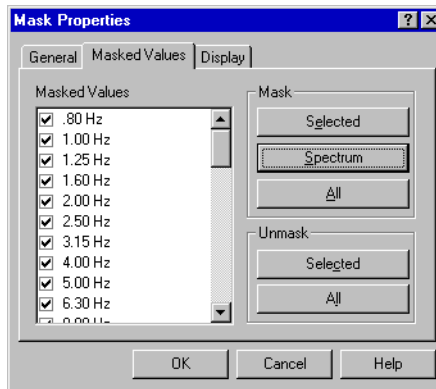 Mask Properties
General Masked Values Display
Masked Values
.80 Hz
1.00 Hz
1.25 Hz
1.60 Hz
2.00 Hz
2.50 Hz
3.15 Hz
4.00 Hz
5.00 Hz
6.30 Hz
Mask
Selected
Spectrum
All
Unmask
Selected
All
OK Cancel Help